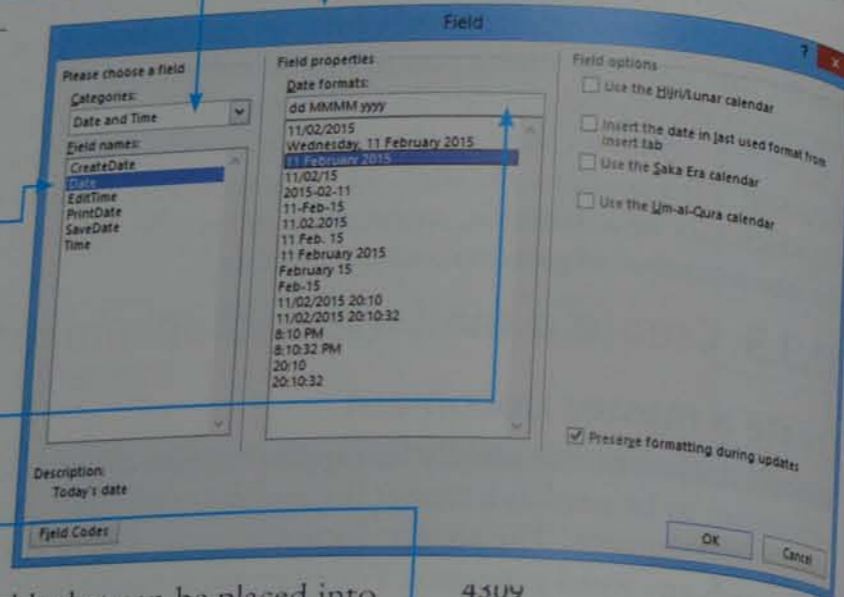 Field
Please choose a field
Categories:
Date and Time
Field names:
CreateDate
Date
EditTime
PrintDate
SaveDate
Time
Field properties
Date formats:
dd MMMM yyyy
11/02/2015
Wednesday, 11 February 2015
11 February 2015
11/02/15
2015-02-11
11-Feb-15
11.02.2015
11 Feb. 15
11 February 2015
February 15
Feb-15
11/02/2015 20:10
11/02/2015 20:10:32
8:10 PM
8:10:32 PM
20:10
20:10:32
Field options
Use the Hijri/Lunar calendar
Insert the date in last used format from
Insert tab
Use the Saka Era calendar
Use the Um-al-Qura calendar
Preserve formatting during updates
Description:
Today's date
Field Codes
OK
Cancel
can be placed into
4309